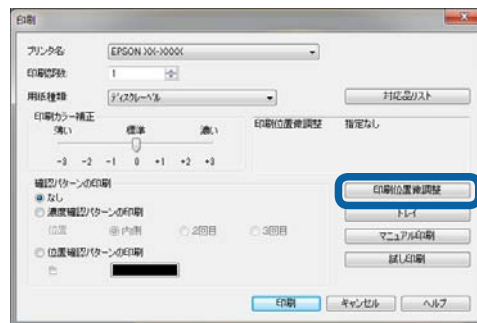 印刷
プリンタ名: EPSON XXX-XXXXX
印刷部数: 1
用紙種類: ディスクレーベル 対応品リスト
印刷カラー補正
薄い 標準 濃い
-3 -2 -1 0 +1 +2 +3
印刷位置微調整 指定なし
確認パターンの印刷
なし
濃度確認パターンの印刷
位置 内側 2回目 3回目
位置確認パターンの印刷
色
印刷位置微調整
トレイ
マニュアル印刷
試し印刷
印刷 キャンセル ヘルプ